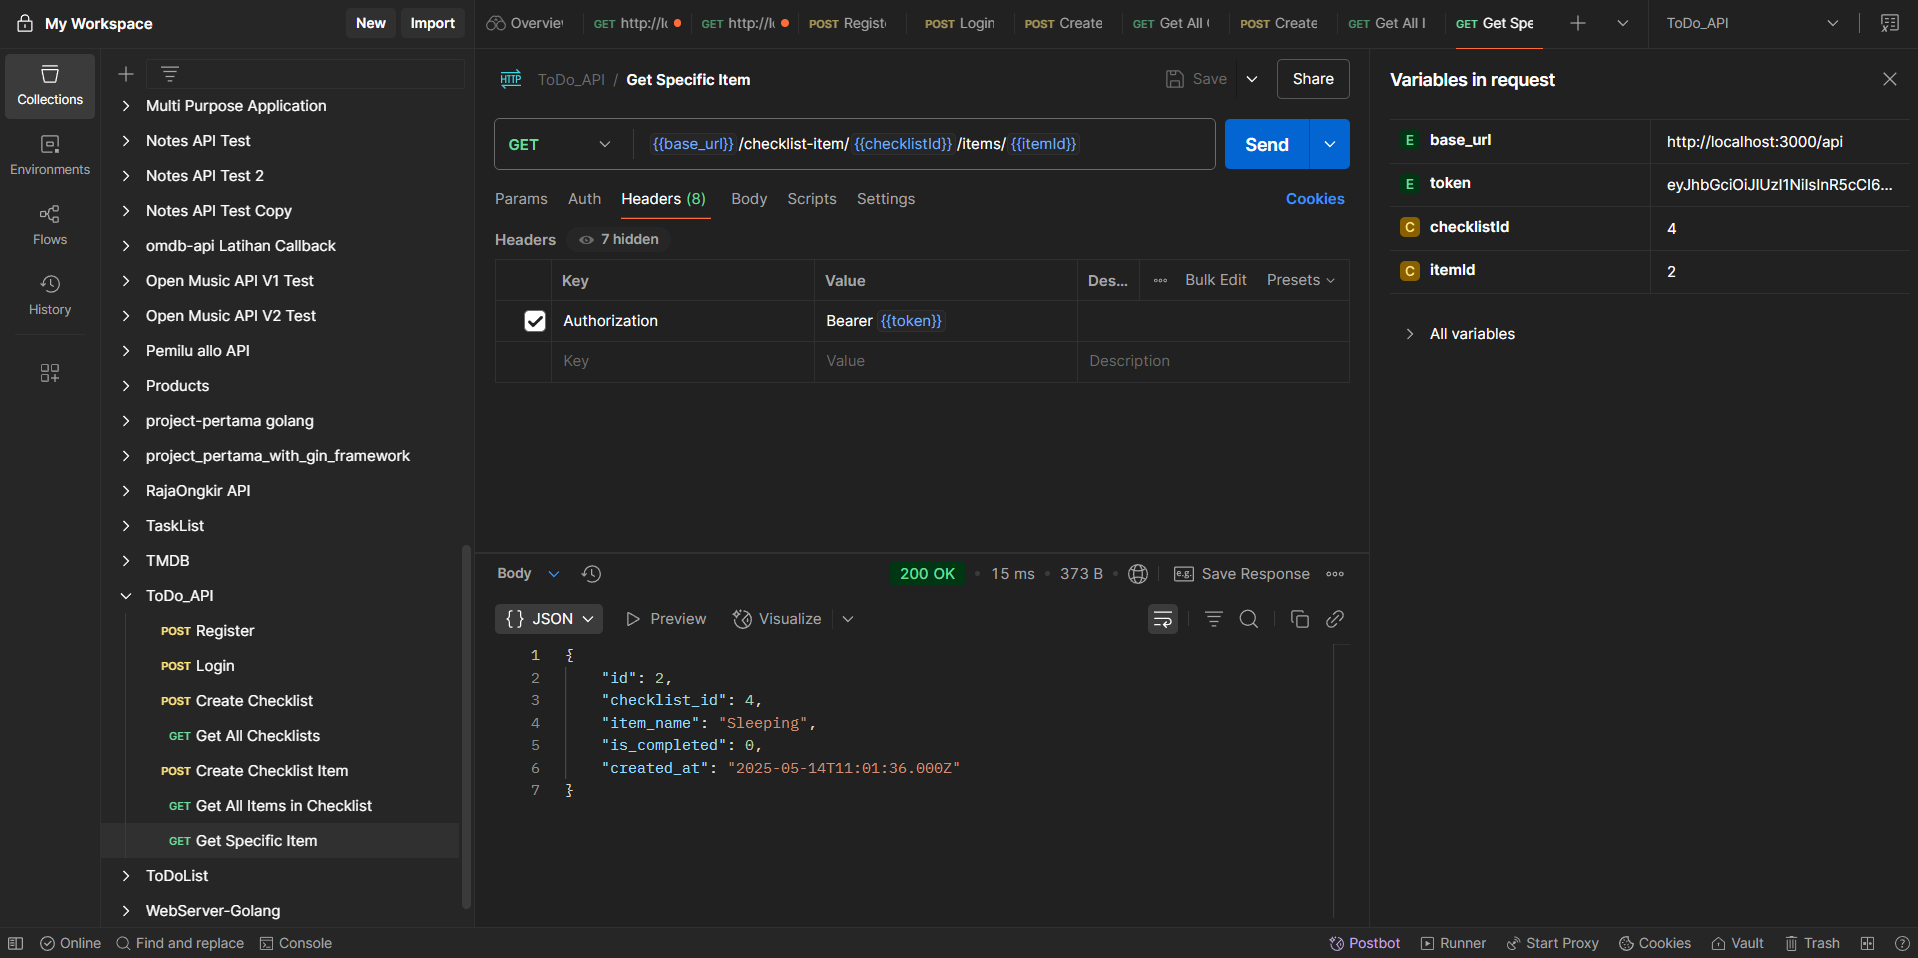 My Workspace
New
Import
Overvie
GET http://lo
GET http://lo
POST Regist
POST Login
POST Create
GET Get All
POST Create
GET Get All I
GET Get Spe
ToDo_API
Collections
Environments
Flows
History
Multi Purpose Application
Notes API Test
Notes API Test 2
Notes API Test Copy
omdb-api Latihan Callback
Open Music API V1 Test
Open Music API V2 Test
Pemilu allo API
Products
project-pertama golang
project_pertama_with_gin_framework
RajaOngkir API
TaskList
TMDB
ToDo_API
POST Register
POST Login
POST Create Checklist
GET Get All Checklists
POST Create Checklist Item
GET Get All Items in Checklist
GET Get Specific Item
ToDoList
WebServer-Golang
HTTP ToDo_API / Get Specific Item
Save
Share
GET {{base_url}}/checklist-item/{{checklistId}}/items/{{itemId}}
Send
Params Auth Headers (8) Body Scripts Settings
Cookies
Headers 7 hidden
Key Value Des... Bulk Edit Presets
Authorization Bearer {{token}}
Key Value Description
Body
200 OK • 15 ms • 373 B •
e.g. Save Response
{} JSON Preview Visualize
1 {
2 "id": 2,
3 "checklist_id": 4,
4 "item_name": "Sleeping",
5 "is_completed": 0,
6 "created_at": "2025-05-14T11:01:36.000Z"
7 }
Variables in request
E base_url http://localhost:3000/api
E token eyJhbGciOiJIUzI1NiIsInR5cCI6...
C checklistId 4
C itemId 2
All variables
Online Find and replace Console
Postbot Runner Start Proxy Cookies Vault Trash